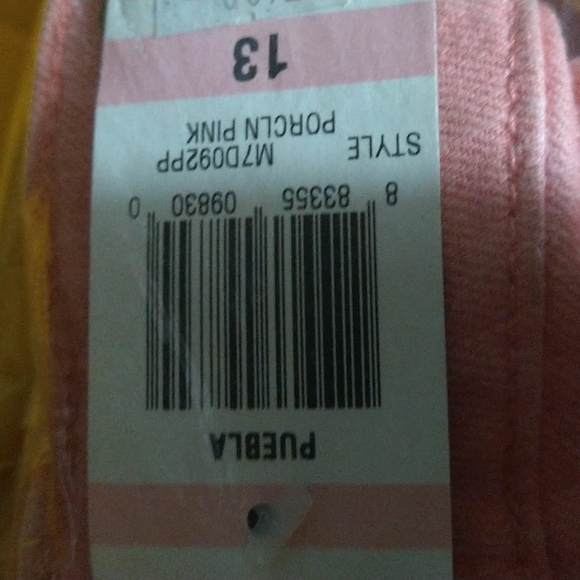 PUEBLA
8 83355 09830 0
STYLE M7D092PP
PORCLN PINK
13